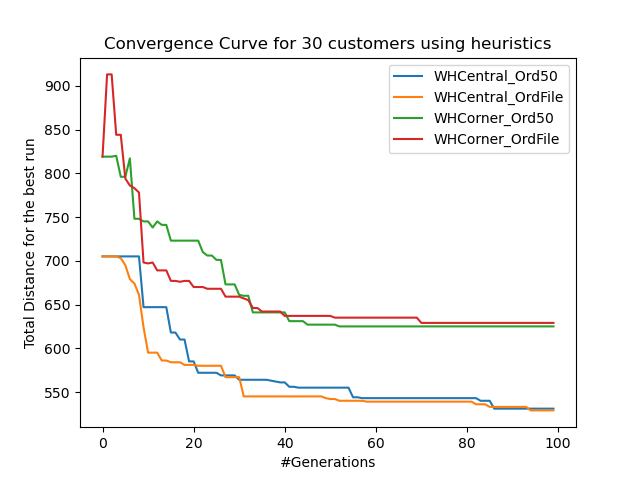 Convergence Curve for 30 customers using heuristics
WHCentral_Ord50
WHCentral_OrdFile
WHCorner_Ord50
WHCorner_OrdFile
Total Distance for the best run
900
850
800
750
700
650
600
550
0 20 40 60 80 100
#Generations